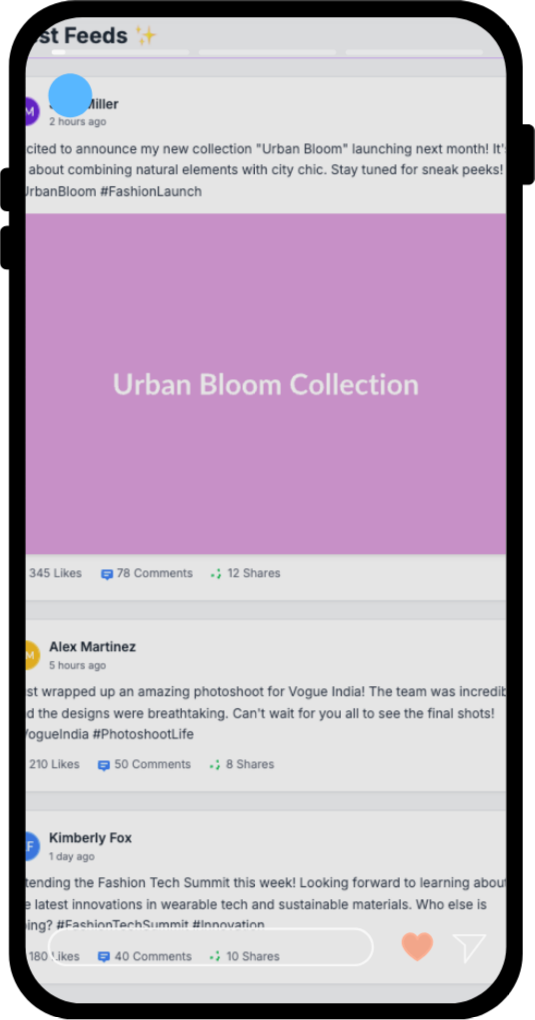 st Feeds ✨
M
Miller
2 hours ago
cited to announce my new collection "Urban Bloom" launching next month! It's
about combining natural elements with city chic. Stay tuned for sneak peeks!
UrbanBloom #FashionLaunch
Urban Bloom Collection
345 Likes 78 Comments 12 Shares
M
Alex Martinez
5 hours ago
st wrapped up an amazing photoshoot for Vogue India! The team was incredib
d the designs were breathtaking. Can't wait for you all to see the final shots!
VogueIndia #PhotoshootLife
210 Likes 50 Comments 8 Shares
F
Kimberly Fox
1 day ago
tending the Fashion Tech Summit this week! Looking forward to learning about
e latest innovations in wearable tech and sustainable materials. Who else is
ing? #FashionTechSummit #Innovation
180 Likes 40 Comments 10 Shares